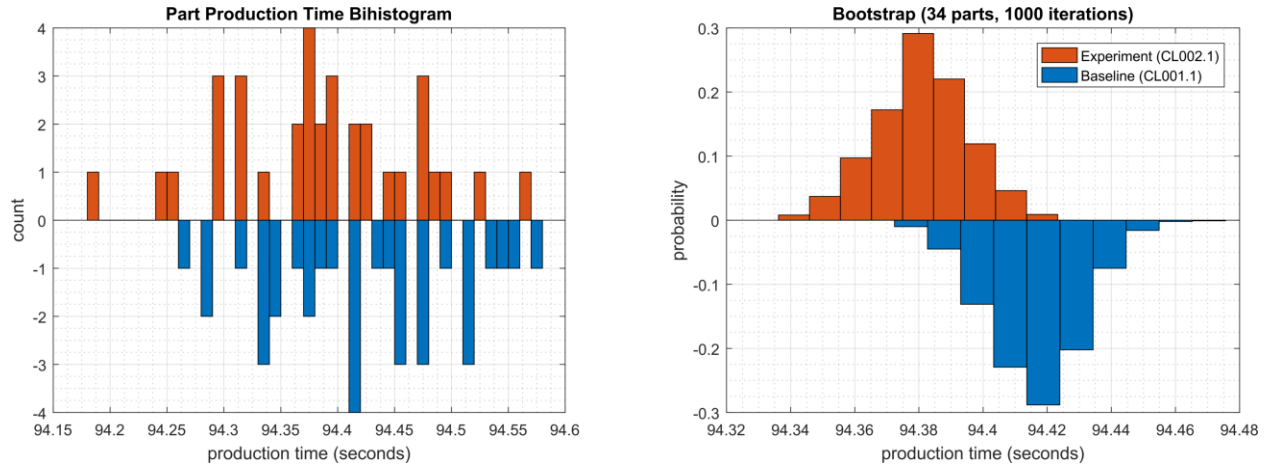 Part Production Time Bihistogram
4
3
2
1
0
-1
-2
-3
-4
count
94.15 94.2 94.25 94.3 94.35 94.4 94.45 94.5 94.55 94.6
production time (seconds)
Bootstrap (34 parts, 1000 iterations)
Experiment (CL002.1)
Baseline (CL001.1)
0.3
0.2
0.1
0
-0.1
-0.2
-0.3
probability
94.32 94.34 94.36 94.38 94.4 94.42 94.44 94.46 94.48
production time (seconds)